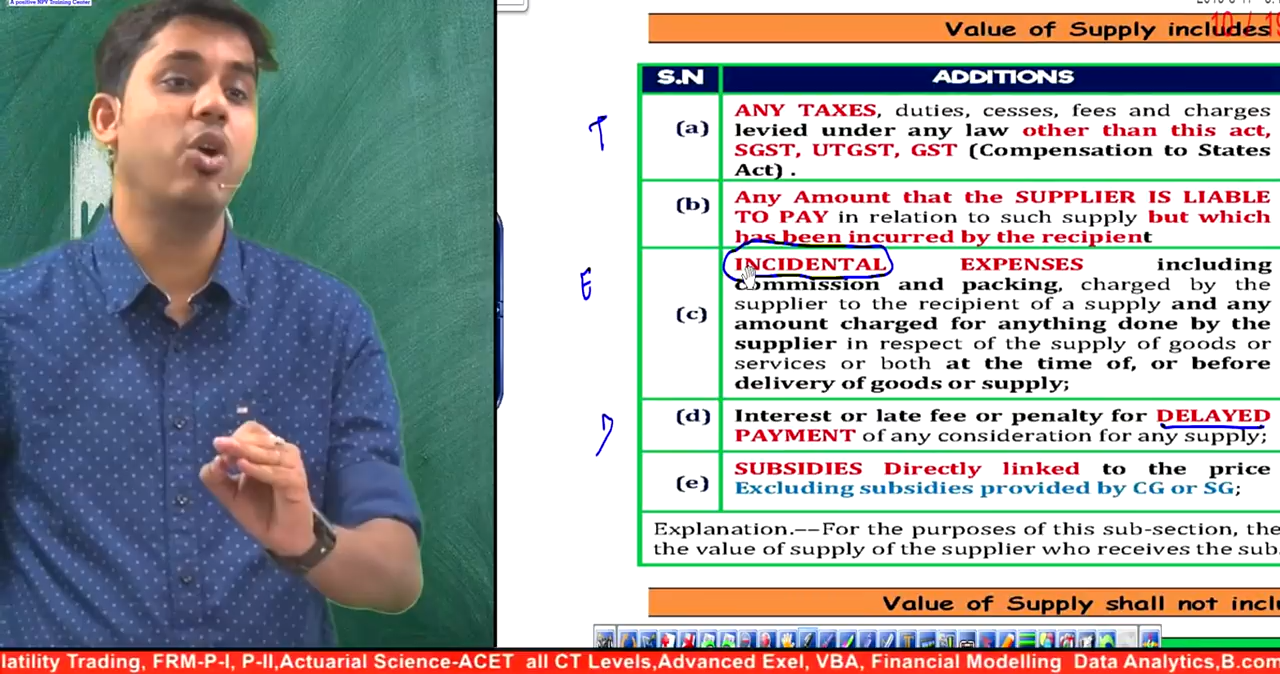 A positive NPV Training Center
Value of Supply includes
S.N ADDITIONS
T
(a) ANY TAXES, duties, cesses, fees and charges
levied under any law other than this act,
SGST, UTGST, GST (Compensation to States
Act) .
(b) Any Amount that the SUPPLIER IS LIABLE
TO PAY in relation to such supply but which
has been incurred by the recipient
E
(c) INCIDENTAL EXPENSES including
commission and packing, charged by the
supplier to the recipient of a supply and any
amount charged for anything done by the
supplier in respect of the supply of goods or
services or both at the time of, or before
delivery of goods or supply;
(d) Interest or late fee or penalty for DELAYED
PAYMENT of any consideration for any supply;
(e) SUBSIDIES Directly linked to the price
Excluding subsidies provided by CG or SG;
Explanation.––For the purposes of this sub-section, the
the value of supply of the supplier who receives the sub
Value of Supply shall not inclu
latility Trading, FRM-P-I, P-II,Actuarial Science-ACET all CT Levels,Advanced Exel, VBA, Financial Modelling Data Analytics,B.com